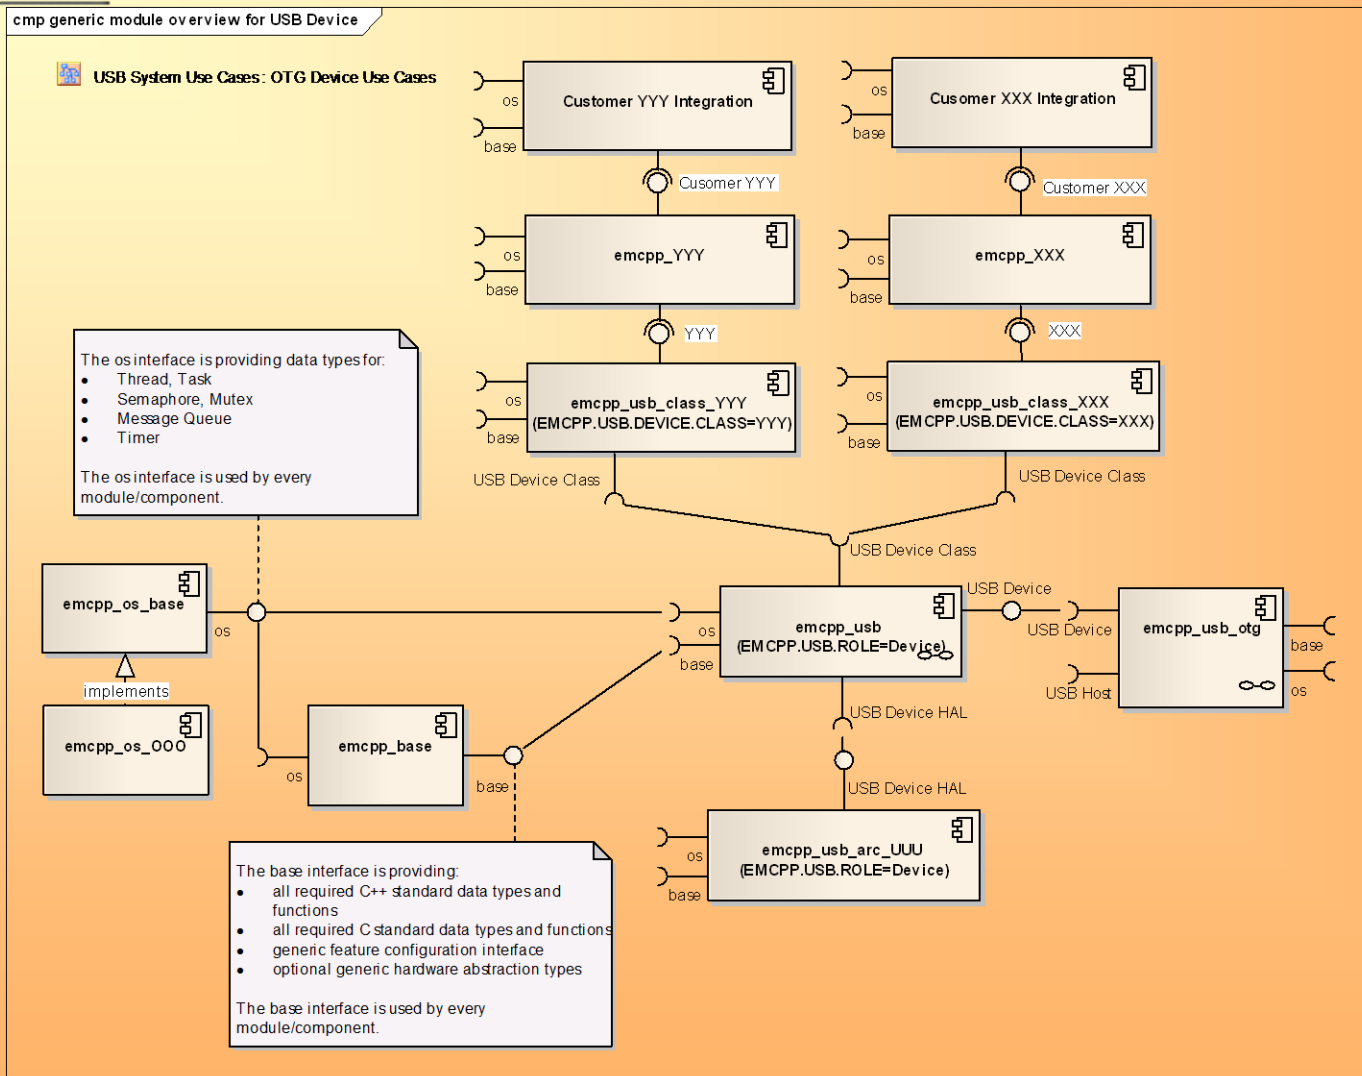 cmp generic module overview for USB Device
USB System Use Cases: OTG Device Use Cases
os
base
Customer YYY Integration
os
base
Cusomer XXX Integration
Cusomer YYY
Customer XXX
os
base
emcpp_YYY
os
base
emcpp_XXX
YYY
XXX
os
base
emcpp_usb_class_YYY
(EMCPP.USB.DEVICE.CLASS=YYY)
os
base
emcpp_usb_class_XXX
(EMCPP.USB.DEVICE.CLASS=XXX)
USB Device Class
USB Device Class
USB Device Class
The os interface is providing data types for:
● Thread, Task
● Semaphore, Mutex
● Message Queue
● Timer
The os interface is used by every
module/component.
emcpp_os_base
os
implements
emcpp_os_OOO
os
emcpp_base
base
os
base
emcpp_usb
(EMCPP.USB.ROLE=Device)
USB Device
USB Device
USB Host
emcpp_usb_otg
base
os
USB Device HAL
USB Device HAL
os
base
emcpp_usb_arc_UUU
(EMCPP.USB.ROLE=Device)
The base interface is providing:
● all required C++ standard data types and
functions
● all required C standard data types and functions
● generic feature configuration interface
● optional generic hardware abstraction types
The base interface is used by every
module/component.